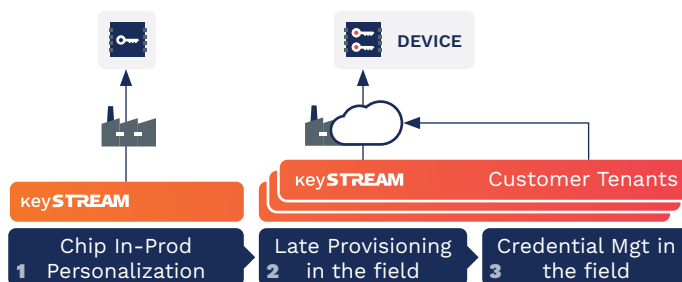 DEVICE
keySTREAM
keySTREAM Customer Tenants
Chip In-Prod
1 Personalization
Late Provisioning
2 in the field
Credential Mgt in
3 the field